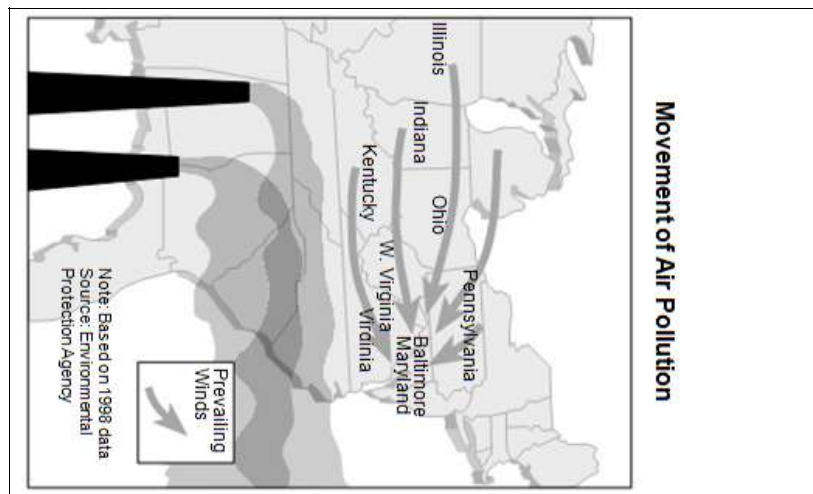 Movement of Air Pollution
Illinois
Indiana
Kentucky
Ohio
W. Virginia
Virdinia
Pennsylvania
Baltimore
Maryland
Prevailing
Winds
Note: Based on 1998 data
Source: Environmental
Protection Agency